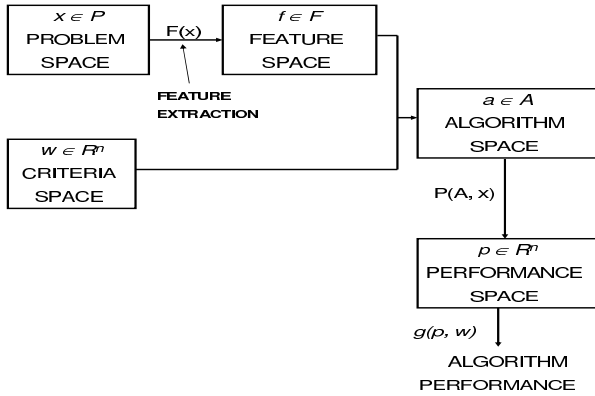 x ∈ P
PROBLEM
SPACE
F(x)
f ∈ F
FEATURE
SPACE
FEATURE
EXTRACTION
w ∈ Rⁿ
CRITERIA
SPACE
a ∈ A
ALGORITHM
SPACE
P(A, x)
p ∈ Rⁿ
PERFORMANCE
SPACE
g(p, w)
ALGORITHM
PERFORMANCE